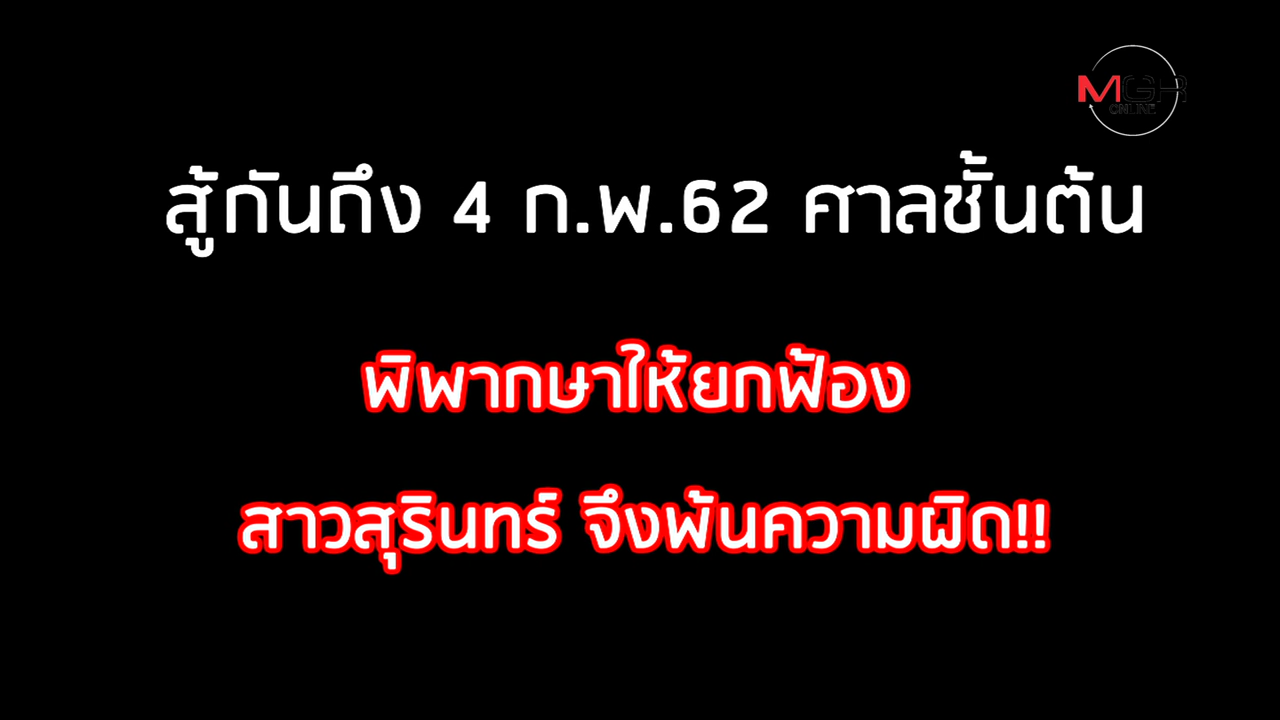 MGR
ONLINE
สู้กันถึง 4 ก.พ.62 ศาลชั้นต้น
พิพากษาให้ยกฟ้อง
สาวสุรินทร์ จึงพ้นความผิด!!